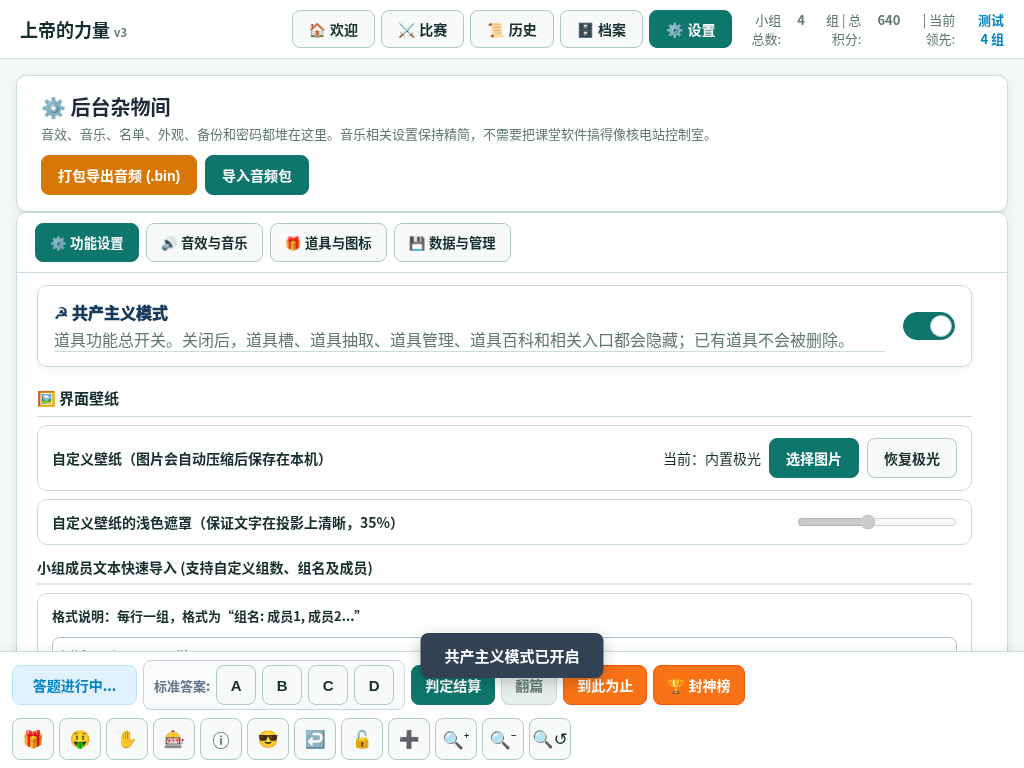 上帝的力量 v3
🏠 欢迎
⚔️ 比赛
📜 历史
🗄️ 档案
⚙️ 设置
小组总数: 4 组 | 总积分: 640 | 当前领先: 测试4 组
⚙️ 后台杂物间
音效、音乐、名单、外观、备份和密码都堆在这里。音乐相关设置保持精简，不需要把课堂软件搞得像核电站控制室。
打包导出音频 (.bin)
导入音频包
⚙️ 功能设置
🔊 音效与音乐
🎁 道具与图标
💾 数据与管理
☭ 共产主义模式
道具功能总开关。关闭后，道具槽、道具抽取、道具管理、道具百科和相关入口都会隐藏；已有道具不会被删除。
🖼️ 界面壁纸
自定义壁纸（图片会自动压缩后保存在本机）
当前：内置极光
选择图片
恢复极光
自定义壁纸的浅色遮罩（保证文字在投影上清晰，35%）
小组成员文本快速导入 (支持自定义组数、组名及成员)
格式说明：每行一组，格式为“组名: 成员1, 成员2...”
共产主义模式已开启
答题进行中...
标准答案:
A
B
C
D
判定结算
翻篇
到此为止
🏆 封神榜